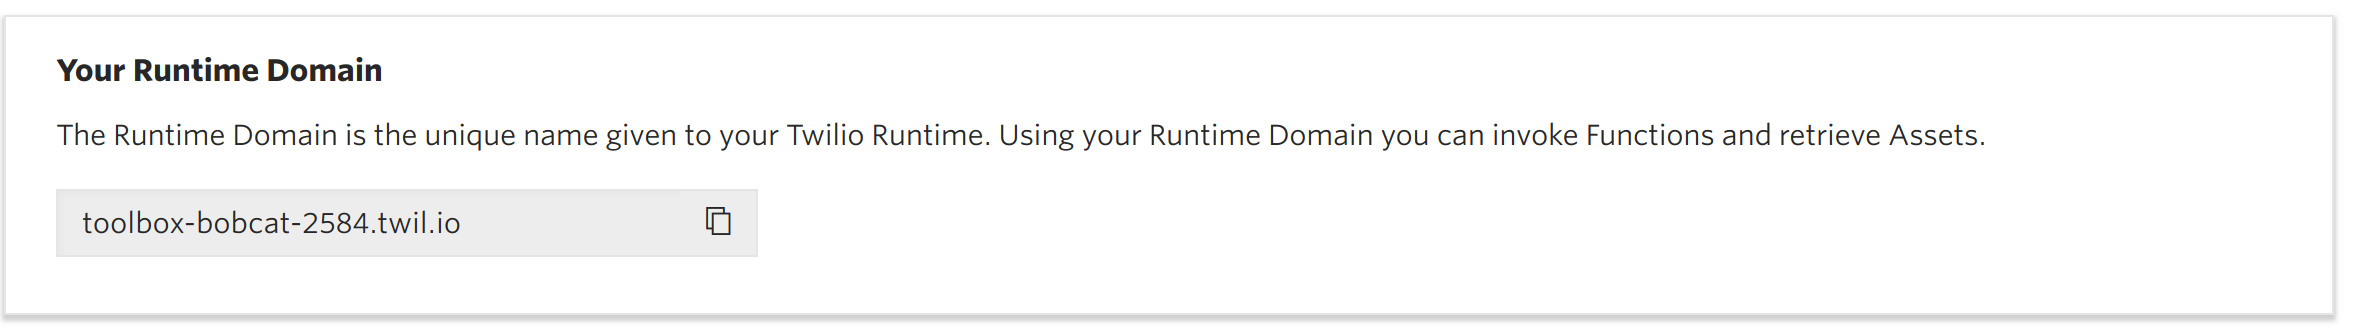 Your Runtime Domain
The Runtime Domain is the unique name given to your Twilio Runtime. Using your Runtime Domain you can invoke Functions and retrieve Assets.
toolbox-bobcat-2584.twil.io